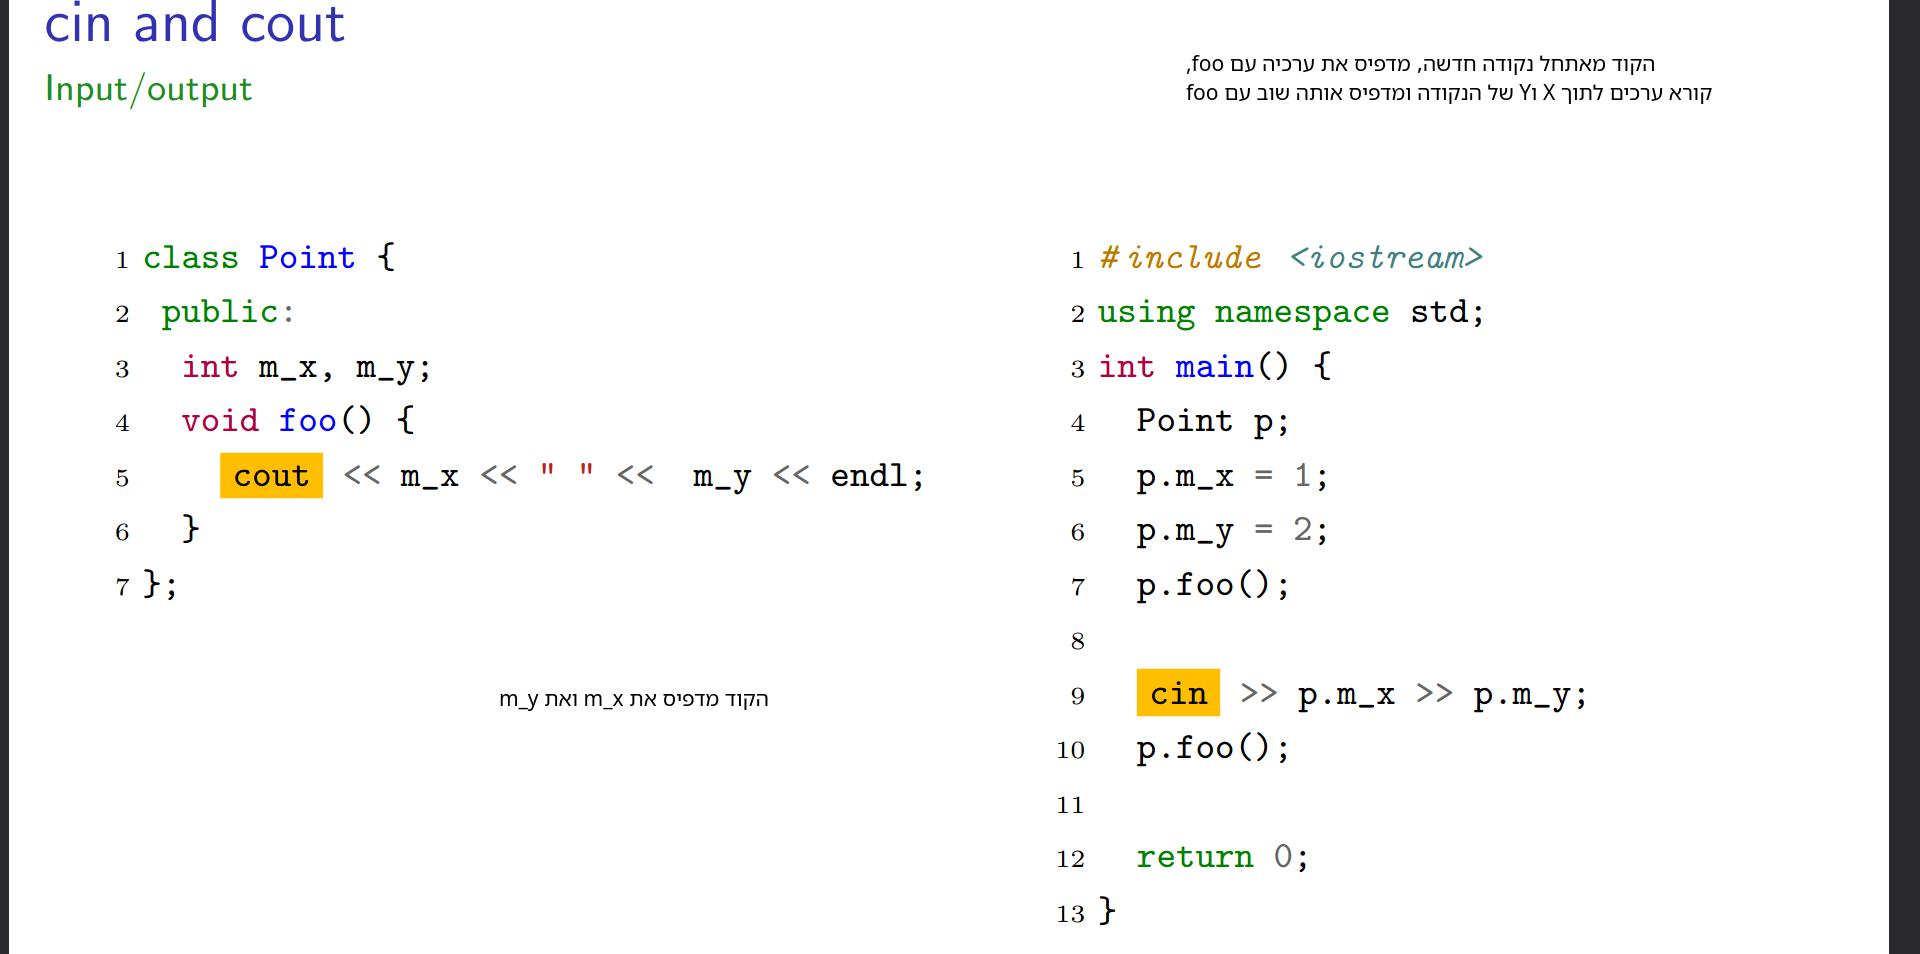 cin and cout
Input/output
הקוד מאתחל נקודה חדשה, מדפיס את ערכיה עם foo,
קורא ערכים לתוך X וY של הנקודה ומדפיס אותה שוב עם foo
1 class Point {
2 public:
3 int m_x, m_y;
4 void foo() {
5 cout << m_x << " " << m_y << endl;
6 }
7 };
הקוד מדפיס את m_x ואת m_y
1 #include <iostream>
2 using namespace std;
3 int main() {
4 Point p;
5 p.m_x = 1;
6 p.m_y = 2;
7 p.foo();
8
9 cin >> p.m_x >> p.m_y;
10 p.foo();
11
12 return 0;
13 }